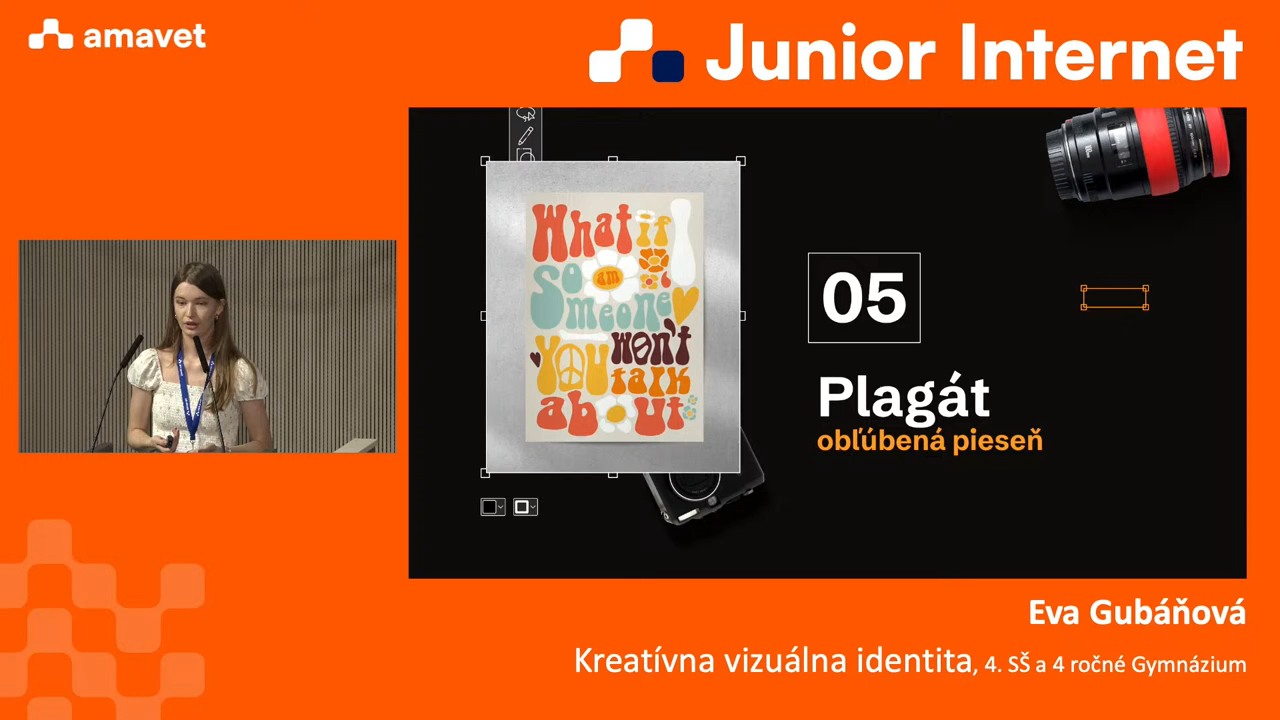 amavet
Junior Internet
What if
So am i
meone
you won't
talk
about
05
Plagát
obľúbená pieseň
Eva Gubáňová
Kreatívna vizuálna identita, 4. SŠ a 4 ročné Gymnázium